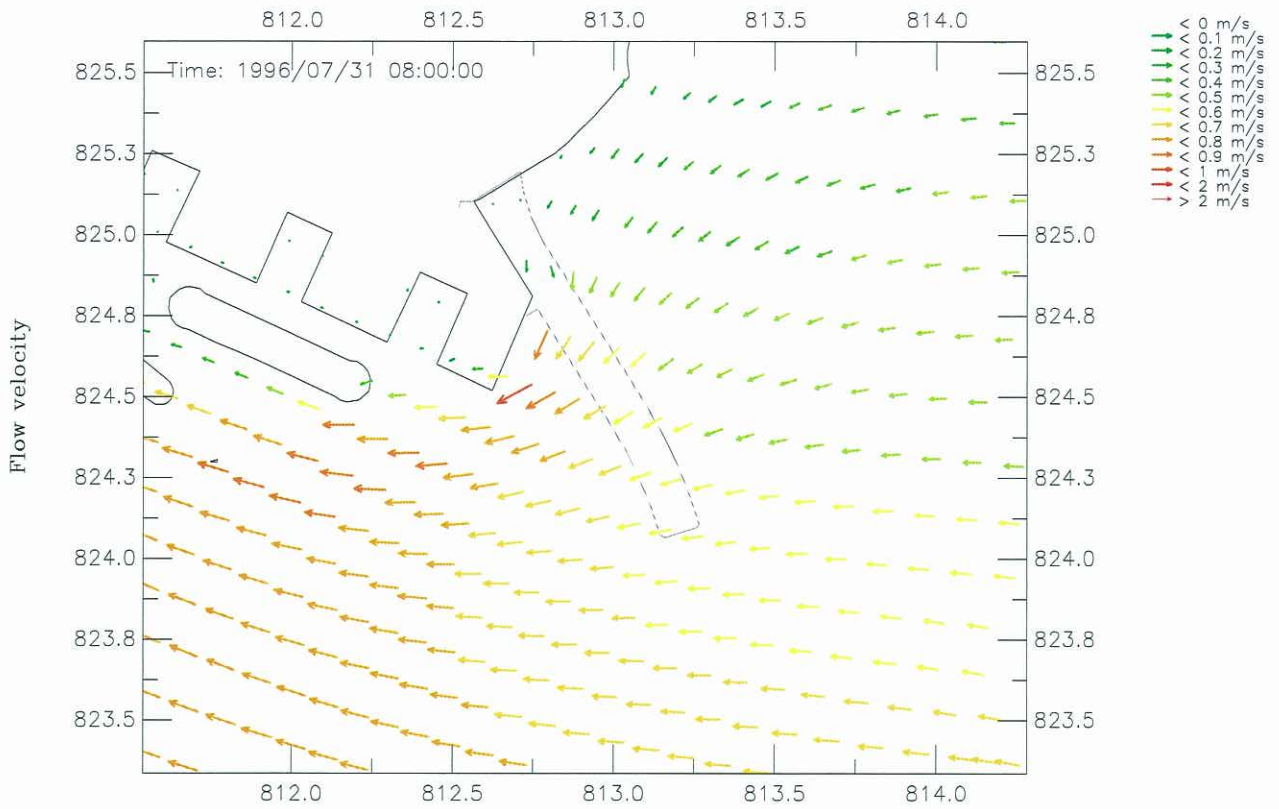 812.0 812.5 813.0 813.5 814.0
Time: 1996/07/31 08:00:00
825.5 825.5
825.3 825.3
825.0 825.0
824.8 824.8
824.5 824.5
824.3 824.3
824.0 824.0
823.8 823.8
823.5 823.5
812.0 812.5 813.0 813.5 814.0
Flow velocity
< 0 m/s
< 0.1 m/s
< 0.2 m/s
< 0.3 m/s
< 0.4 m/s
< 0.5 m/s
< 0.6 m/s
< 0.7 m/s
< 0.8 m/s
< 0.9 m/s
< 1 m/s
< 2 m/s
> 2 m/s